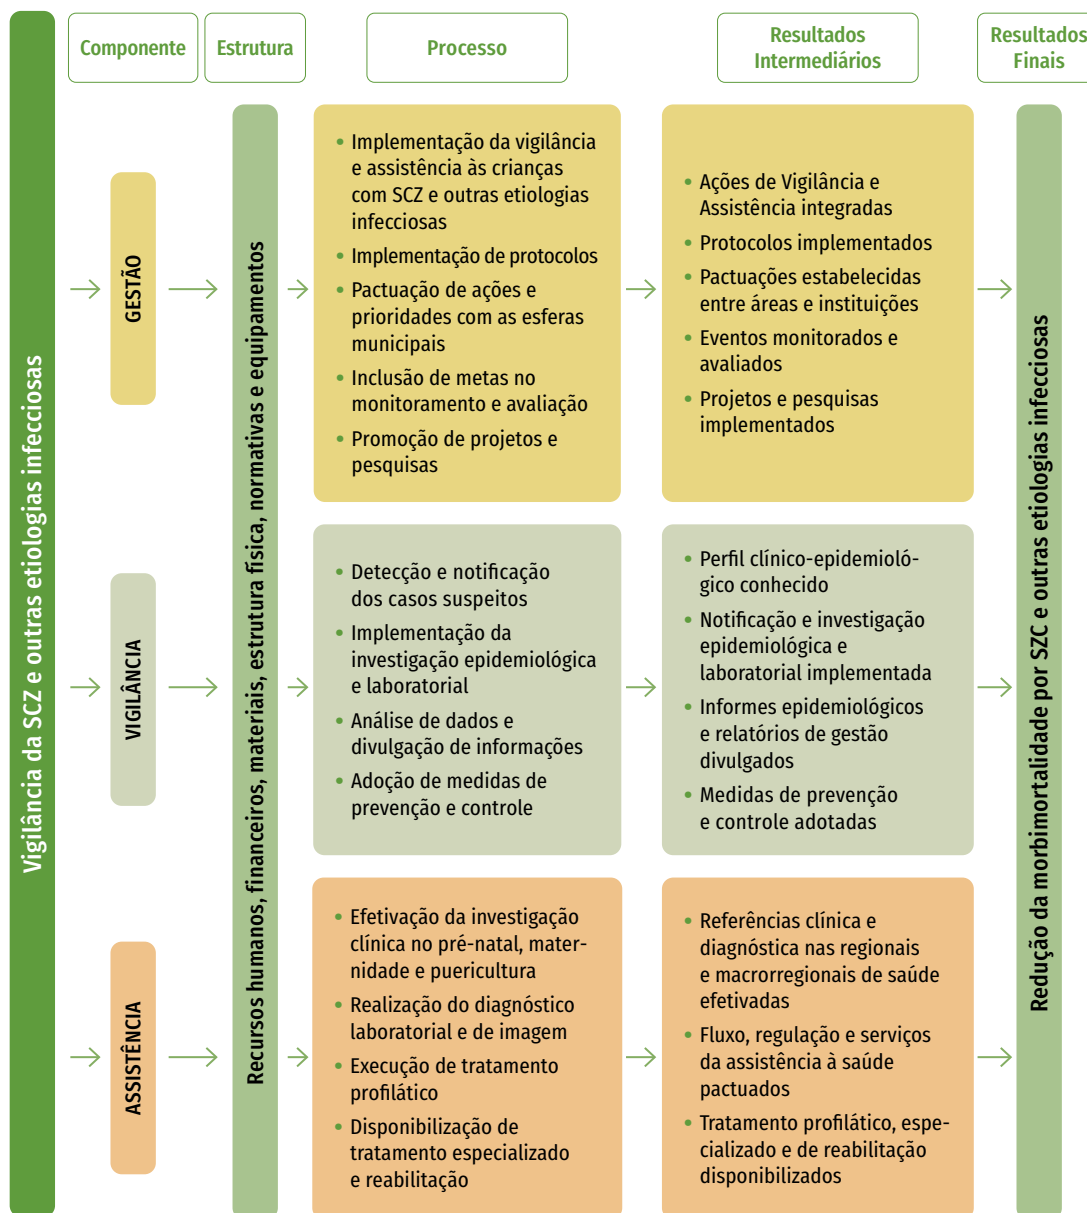 Componente
Estrutura
Processo
Resultados
Intermediários
Resultados
Finais
Vigilância da SCZ e outras etiologias infecciosas
GESTÃO
Recursos humanos, financeiros, materiais, estrutura física, normativas e equipamentos
• Implementação da vigilância
e assistência às crianças
com SCZ e outras etiologias
infecciosas
• Implementação de protocolos
• Pactuação de ações e
prioridades com as esferas
municipais
• Inclusão de metas no
monitoramento e avaliação
• Promoção de projetos e
pesquisas
• Ações de Vigilância e
Assistência integradas
• Protocolos implementados
• Pactuações estabelecidas
entre áreas e instituições
• Eventos monitorados e
avaliados
• Projetos e pesquisas
implementados
Redução da morbimortalidade por SZC e outras etiologias infecciosas
VIGILÂNCIA
• Detecção e notificação
dos casos suspeitos
• Implementação da
investigação epidemiológica
e laboratorial
• Análise de dados e
divulgação de informações
• Adoção de medidas de
prevenção e controle
• Perfil clínico-epidemioló-
gico conhecido
• Notificação e investigação
epidemiológica e
laboratorial implementada
• Informes epidemiológicos
e relatórios de gestão
divulgados
• Medidas de prevenção
e controle adotadas
ASSISTÊNCIA
• Efetivação da investigação
clínica no pré-natal, mater-
nidade e puericultura
• Realização do diagnóstico
laboratorial e de imagem
• Execução de tratamento
profilático
• Disponibilização de
tratamento especializado
e reabilitação
• Referências clínica e
diagnóstica nas regionais
e macrorregionais de saúde
efetivadas
• Fluxo, regulação e serviços
da assistência à saúde
pactuados
• Tratamento profilático, espe-
cializado e de reabilitação
disponibilizados